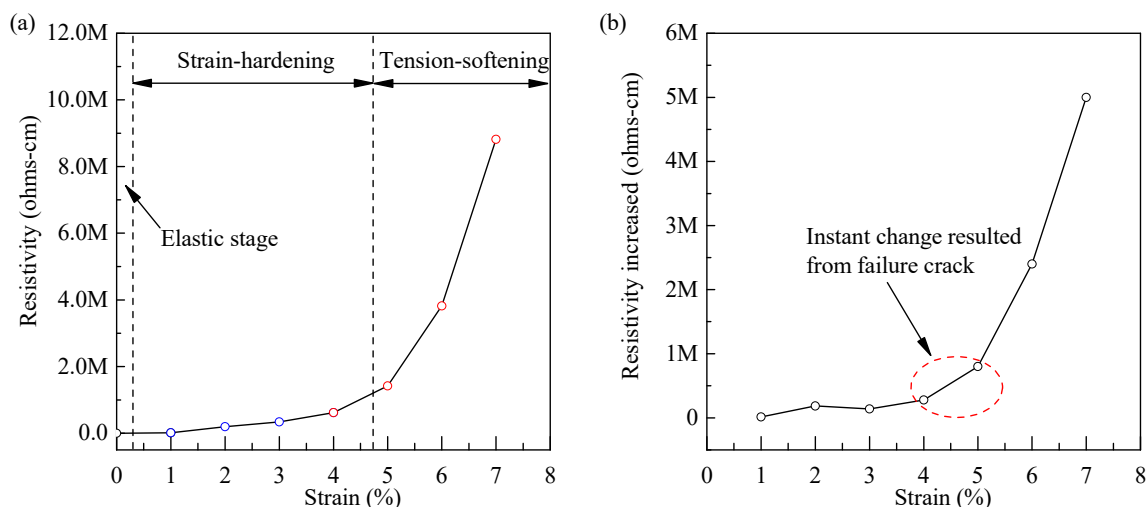 (a)
12.0M
10.0M
8.0M
6.0M
4.0M
2.0M
0.0
Resistivity (ohms-cm)
Strain-hardening
Tension-softening
Elastic stage
0 1 2 3 4 5 6 7 8
Strain (%)
(b)
6M
5M
4M
3M
2M
1M
0
Resistivity increased (ohms-cm)
Instant change resulted
from failure crack
0 1 2 3 4 5 6 7 8
Strain (%)